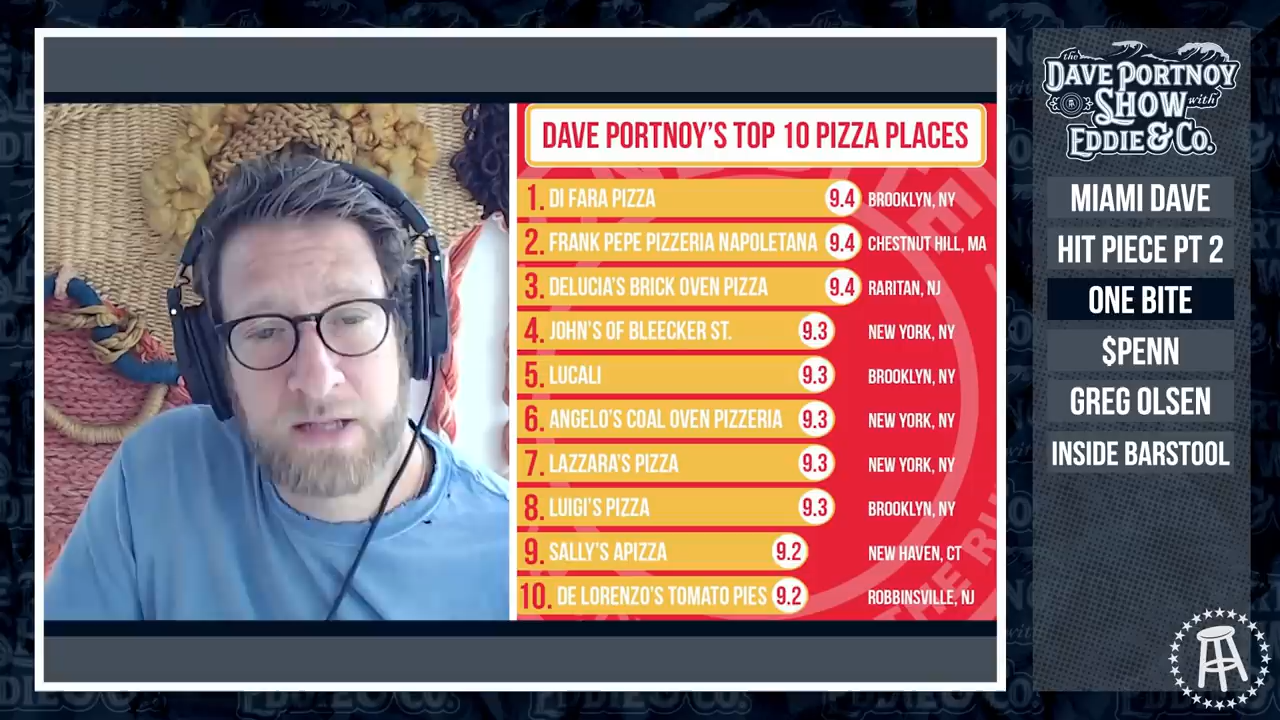 DAVE PORTNOY'S TOP 10 PIZZA PLACES
1. DI FARA PIZZA 9.4 BROOKLYN, NY
2. FRANK PEPE PIZZERIA NAPOLETANA 9.4 CHESTNUT HILL, MA
3. DELUCIA'S BRICK OVEN PIZZA 9.4 RARITAN, NJ
4. JOHN'S OF BLEECKER ST. 9.3 NEW YORK, NY
5. LUCALI 9.3 BROOKLYN, NY
6. ANGELO'S COAL OVEN PIZZERIA 9.3 NEW YORK, NY
7. LAZZARA'S PIZZA 9.3 NEW YORK, NY
8. LUIGI'S PIZZA 9.3 BROOKLYN, NY
9. SALLY'S APIZZA 9.2 NEW HAVEN, CT
10. DE LORENZO'S TOMATO PIES 9.2 ROBBINSVILLE, NJ
the
DAVE PORTNOY
SHOW with
EDDIE & CO.
MIAMI DAVE
HIT PIECE PT 2
ONE BITE
$PENN
GREG OLSEN
INSIDE BARSTOOL